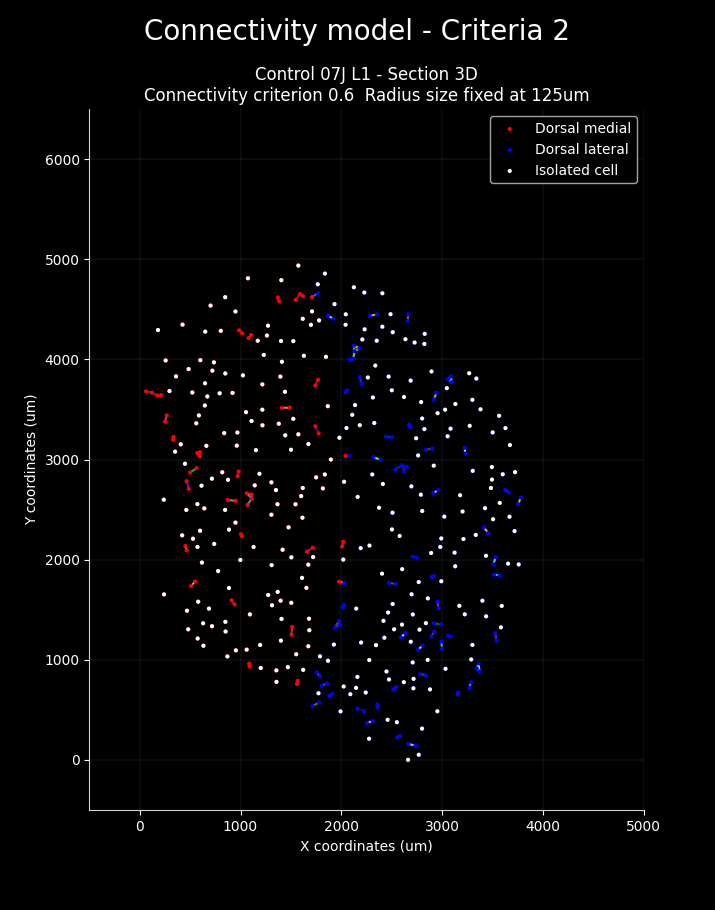 Connectivity model - Criteria 2
Control 07J L1 - Section 3D
Connectivity criterion 0.6  Radius size fixed at 125um
Dorsal medial
Dorsal lateral
Isolated cell
6000
5000
4000
3000
2000
1000
0
Y coordinates (um)
0
1000
2000
3000
4000
5000
X coordinates (um)